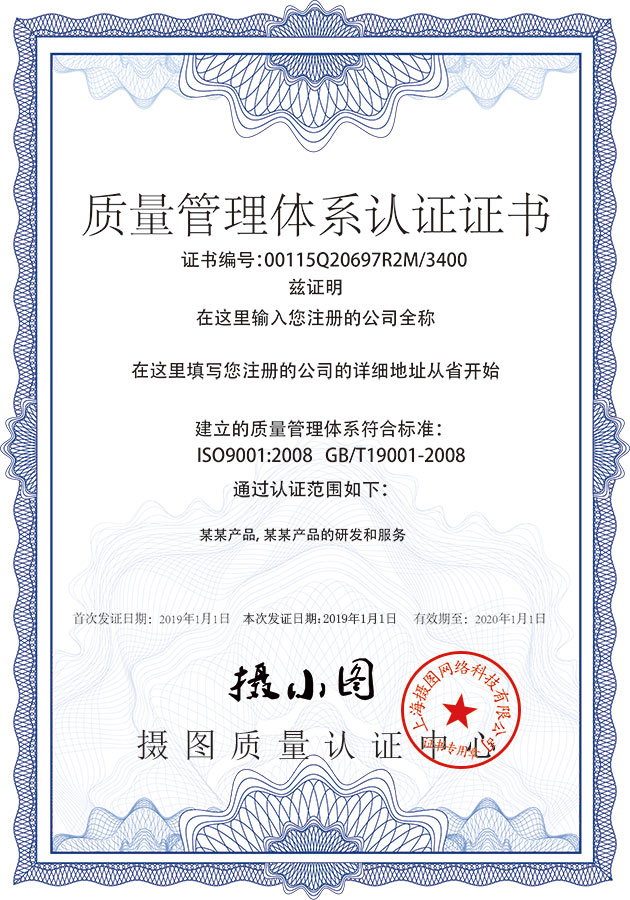 质量管理体系认证证书
证书编号:00115Q20697R2M/3400
兹证明
在这里输入您注册的公司全称
在这里填写您注册的公司的详细地址从省开始
建立的质量管理体系符合标准:
ISO9001:2008 GB/T19001-2008
通过认证范围如下:
某某产品, 某某产品的研发和服务
首次发证日期: 2019年1月1日 本次发证日期:2019年1月1日 有效期至: 2020年1月1日
摄小图
上海摄图网络科技有限公司
证书专用章
摄图质量认证中心